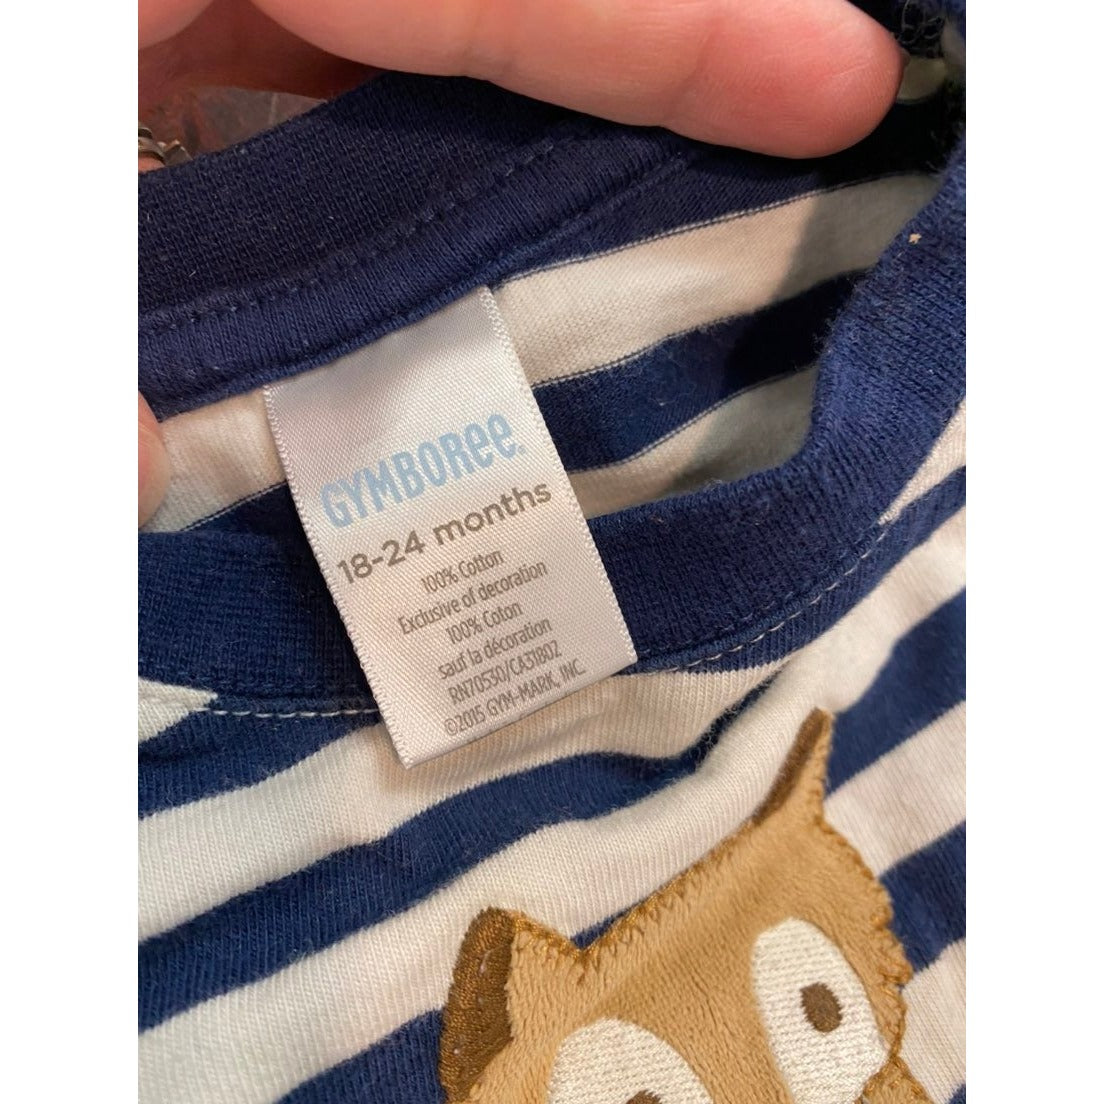 GYMBOREE.
18-24 months
100% Cotton
Exclusive of decoration
100% Coton
sauf la décoration
RN70530/CA31802
©2015 GYM-MARK, INC.